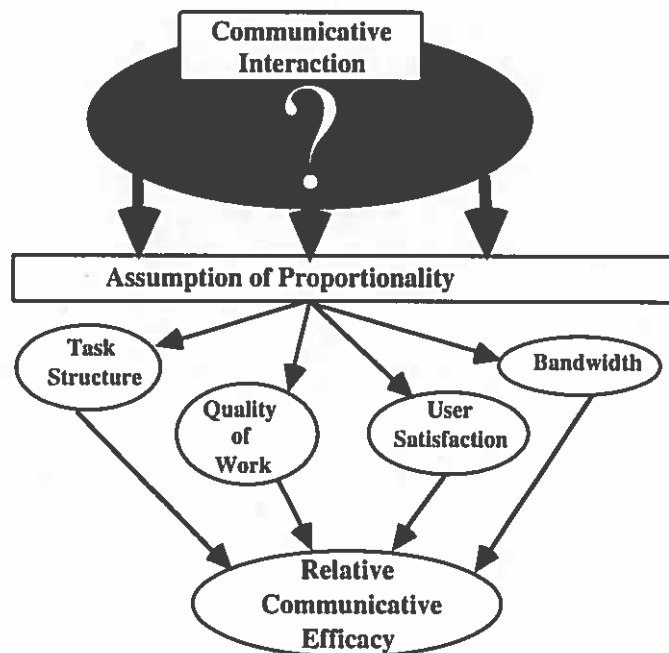 Communicative
Interaction
?
Assumption of Proportionality
Task
Structure
Quality
of
Work
User
Satisfaction
Bandwidth
Relative
Communicative
Efficacy